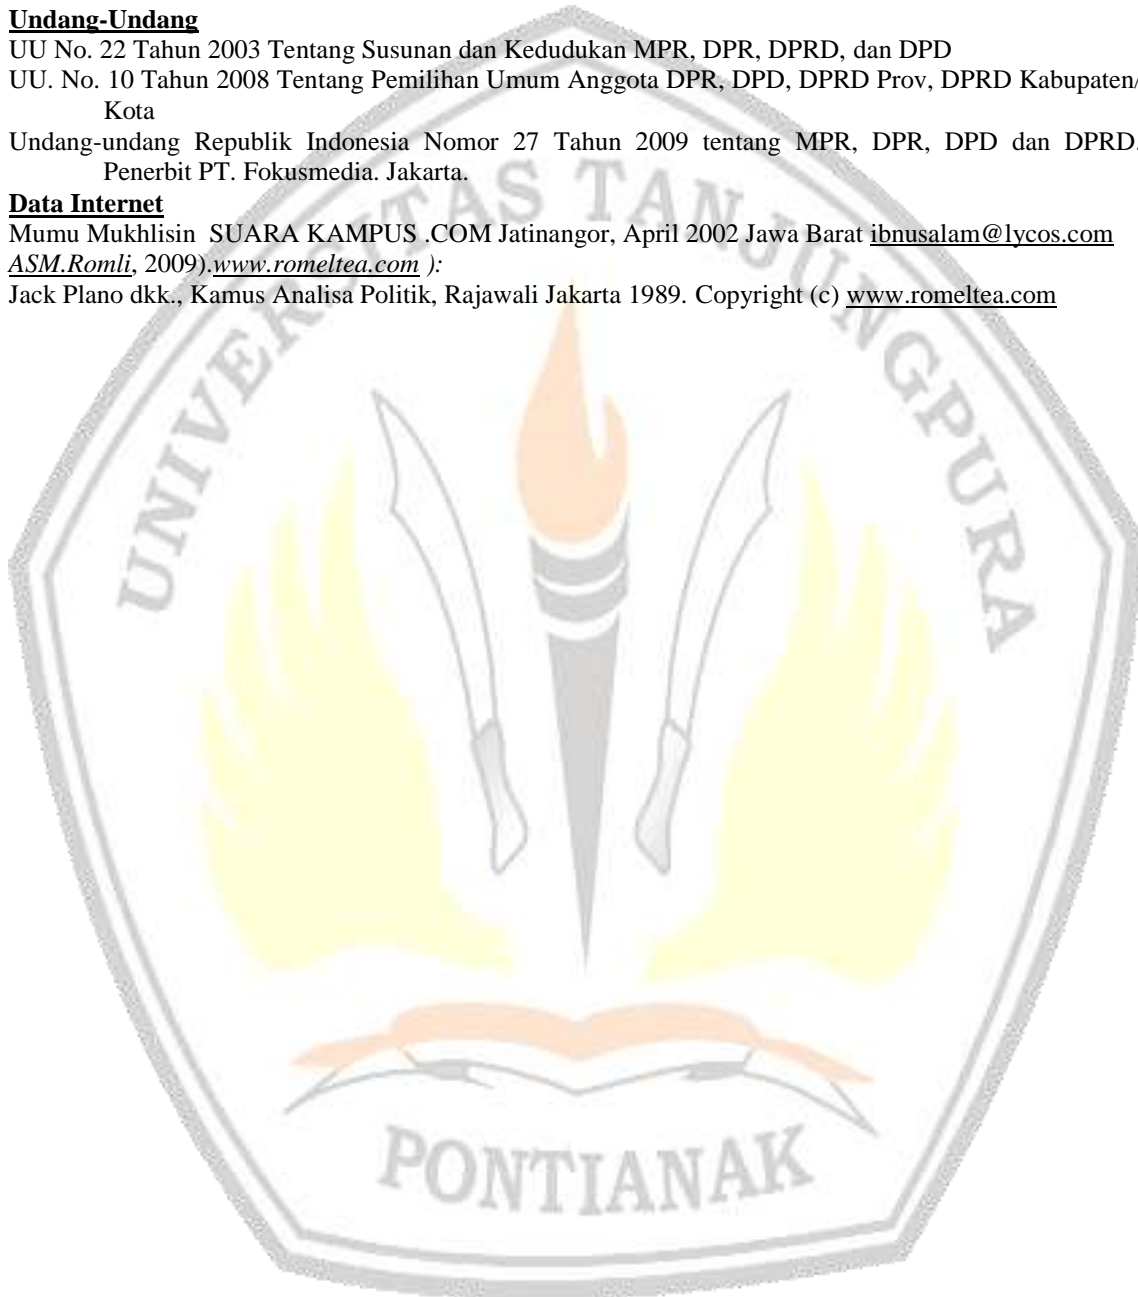 Undang-Undang
UU No. 22 Tahun 2003 Tentang Susunan dan Kedudukan MPR, DPR, DPRD, dan DPD
UU. No. 10 Tahun 2008 Tentang Pemilihan Umum Anggota DPR, DPD, DPRD Prov, DPRD Kabupaten/
Kota
Undang-undang Republik Indonesia Nomor 27 Tahun 2009 tentang MPR, DPR, DPD dan DPRD.
Penerbit PT. Fokusmedia. Jakarta.
Data Internet
Mumu Mukhlisin SUARA KAMPUS .COM Jatinangor, April 2002 Jawa Barat ibnusalam@lycos.com
ASM.Romli, 2009).www.romeltea.com ):
Jack Plano dkk., Kamus Analisa Politik, Rajawali Jakarta 1989. Copyright (c) www.romeltea.com
UNIVERSITAS TANJUNGPURA
PONTIANAK